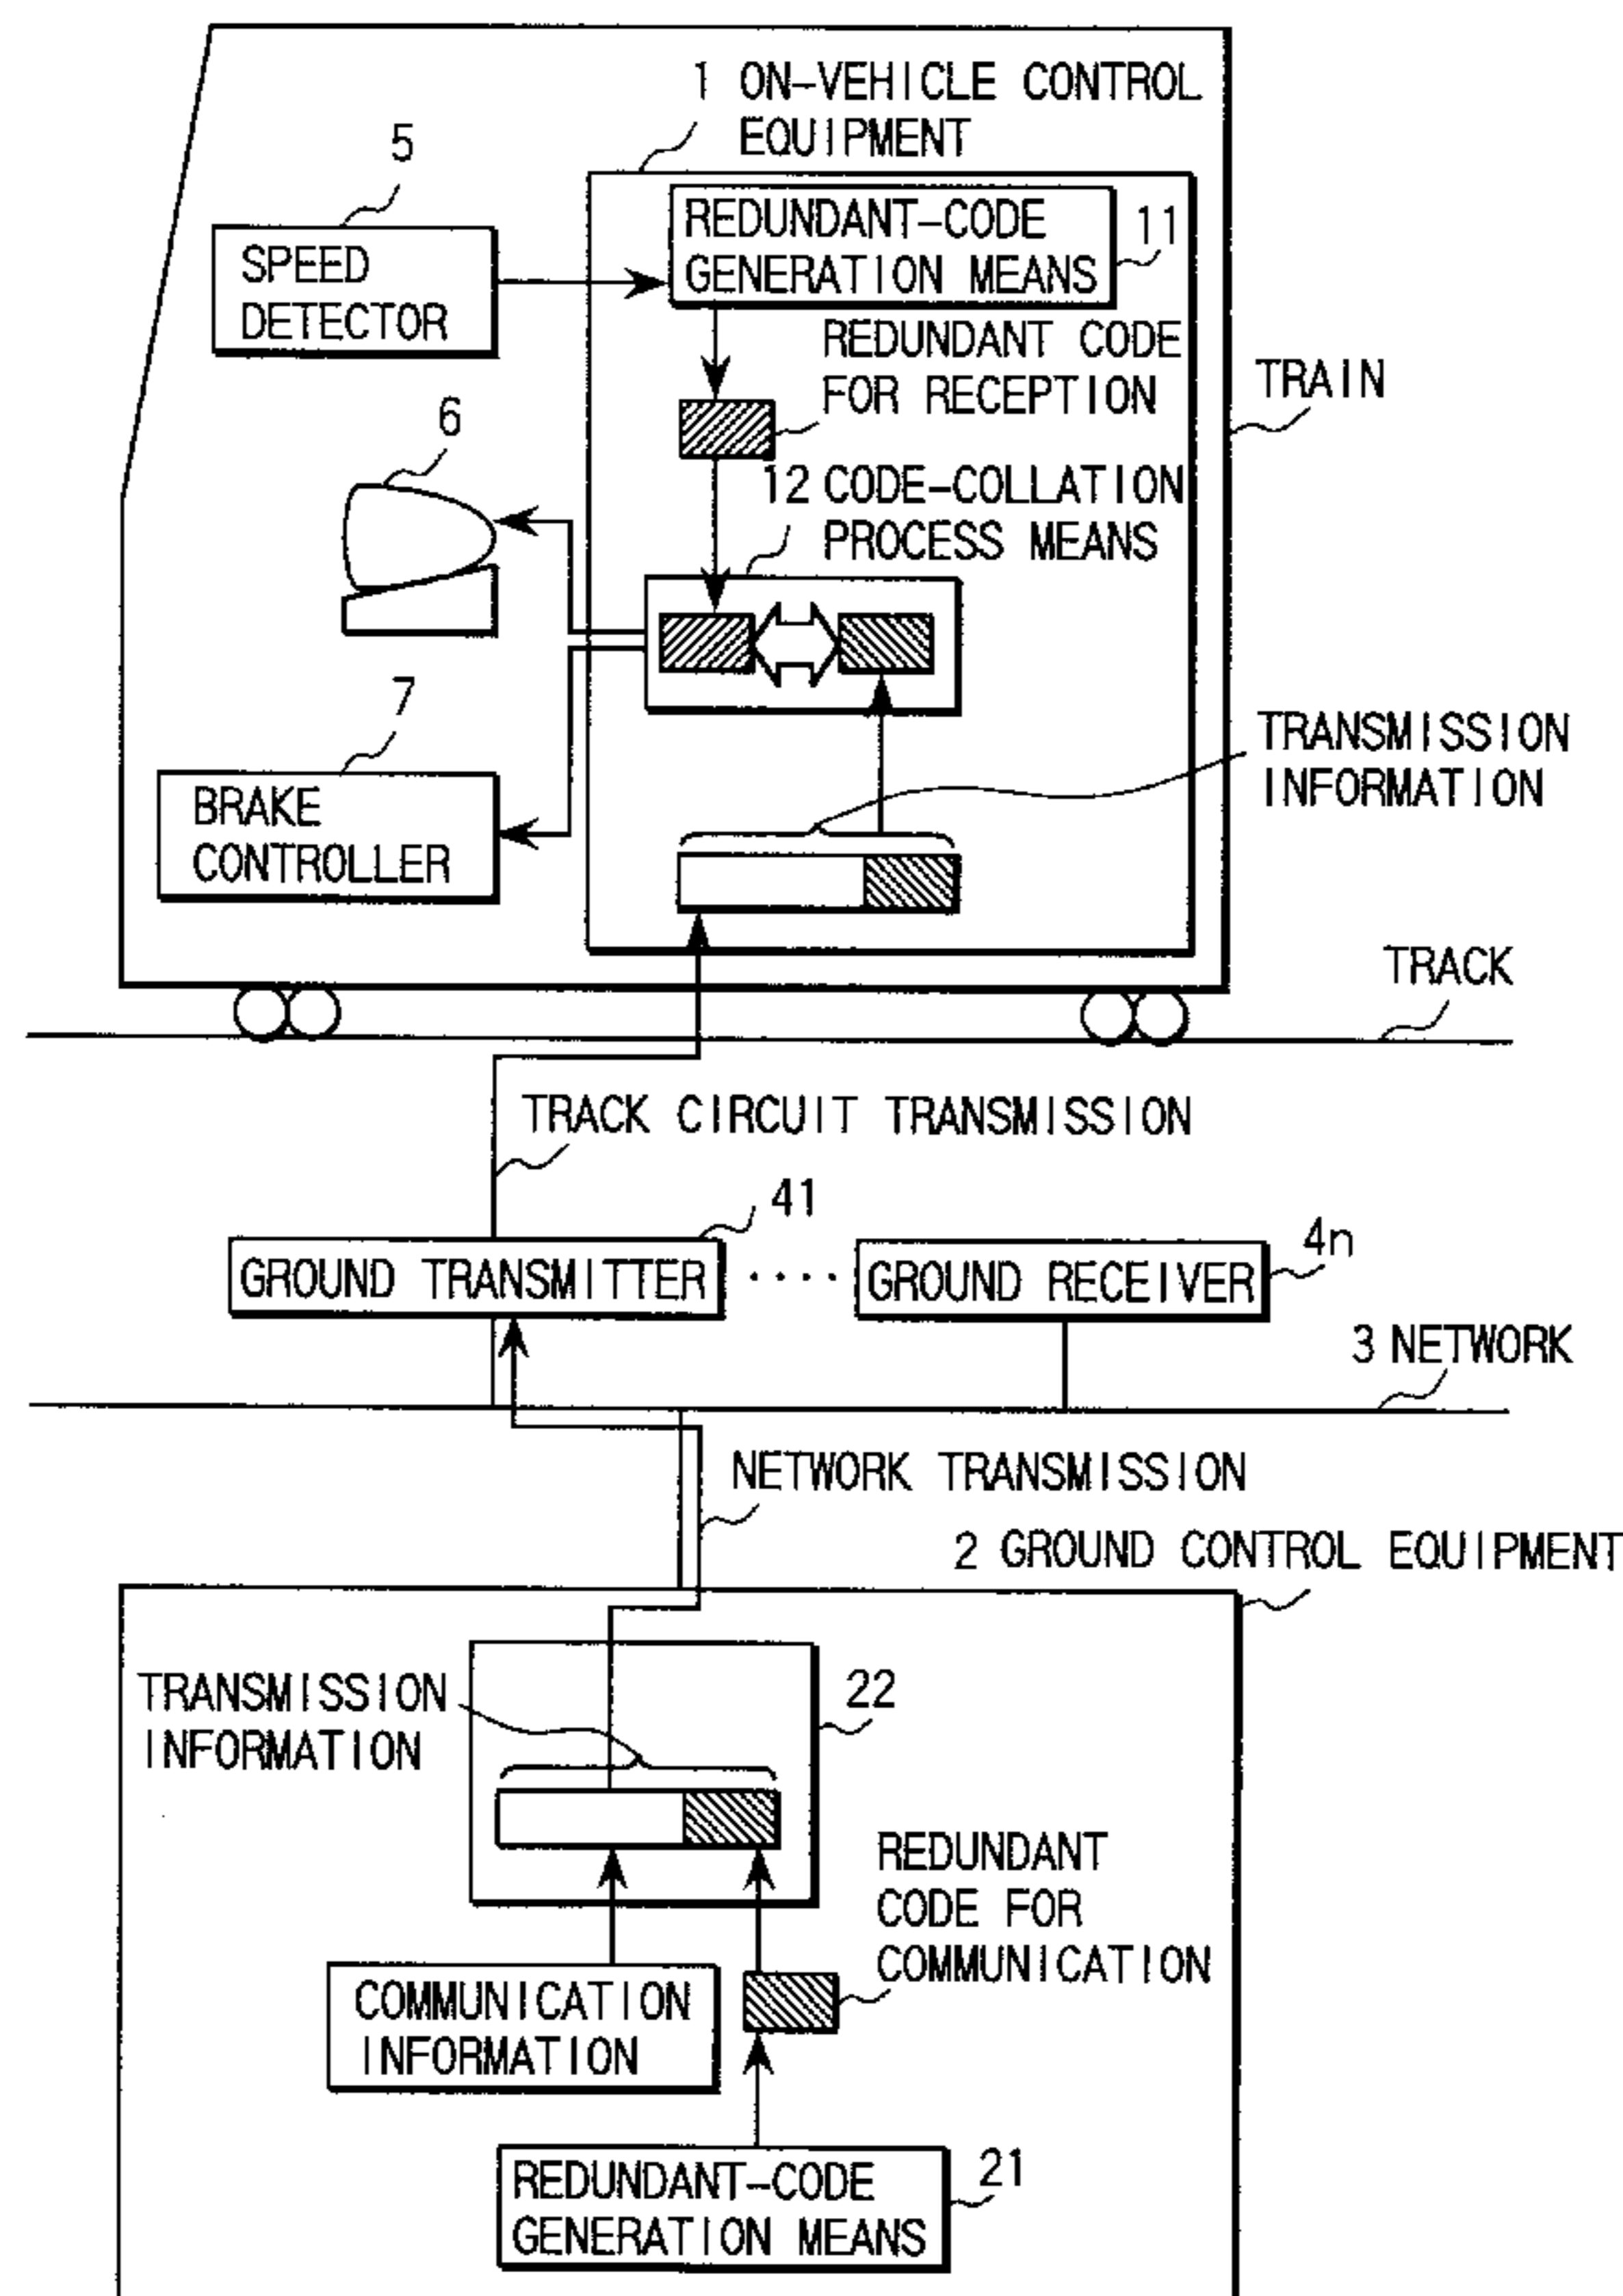 1 ON-VEHICLE CONTROL
EQUIPMENT
5
SPEED
DETECTOR
REDUNDANT-CODE
GENERATION MEANS
11
REDUNDANT CODE
FOR RECEPTION
TRAIN
6
12 CODE-COLLATION
PROCESS MEANS
7
BRAKE
CONTROLLER
TRANSMISSION
INFORMATION
TRACK
TRACK CIRCUIT TRANSMISSION
41
GROUND TRANSMITTER
....
GROUND RECEIVER
4n
3 NETWORK
NETWORK TRANSMISSION
2 GROUND CONTROL EQUIPMENT
TRANSMISSION
INFORMATION
22
REDUNDANT
CODE FOR
COMMUNICATION
COMMUNICATION
INFORMATION
REDUNDANT-CODE
GENERATION MEANS
21